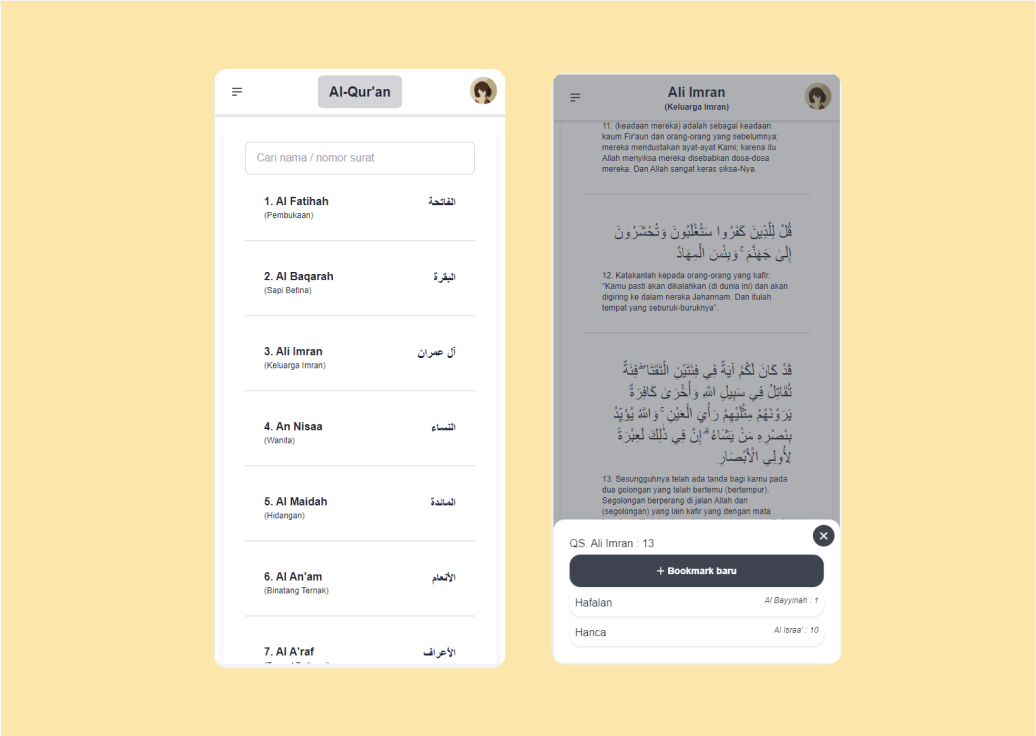 Al-Qur'an
Cari nama / nomor surat
1. Al Fatihah
الفاتحة
(Pembukaan)
2. Al Baqarah
البقرة
(Sapi Betina)
3. Ali Imran
آل عمران
(Keluarga Imran)
4. An Nisaa
النساء
(Wanita)
5. Al Maidah
المائدة
(Hidangan)
6. Al An'am
الأنعام
(Binatang Ternak)
7. Al A'raf
الأعراف
Ali Imran
(Keluarga Imran)
11. (keadaan mereka) adalah sebagai keadaan
kaum Fir'aun dan orang-orang yang sebelumnya;
mereka mendustakan ayat-ayat Kami; karena itu
Allah menyiksa mereka disebabkan dosa-dosa
mereka. Dan Allah sangat keras siksa-Nya.
قُلْ لِلَّذِينَ كَفَرُوا سَتُغْلَبُونَ وَتُحْشَرُونَ
إِلَىٰ جَهَنَّمَ ۚ وَبِئْسَ الْمِهَادُ
12. Katakanlah kepada orang-orang yang kafir:
"Kamu pasti akan dikalahkan (di dunia ini) dan akan
digiring ke dalam neraka Jahannam. Dan itulah
tempat yang seburuk-buruknya".
قَدْ كَانَ لَكُمْ آيَةٌ فِي فِئَتَيْنِ الْتَقَتَا ۖ فِئَةٌ
تُقَاتِلُ فِي سَبِيلِ اللَّهِ وَأُخْرَىٰ كَافِرَةٌ
يَرَوْنَهُمْ مِثْلَيْهِمْ رَأْيَ الْعَيْنِ ۚ وَاللَّهُ يُؤَيِّدُ
بِنَصْرِهِ مَنْ يَشَاءُ ۗ إِنَّ فِي ذَٰلِكَ لَعِبْرَةً
لِأُولِي الْأَبْصَارِ
13. Sesungguhnya telah ada tanda bagi kamu pada
dua golongan yang telah bertemu (bertempur).
Segolongan berperang di jalan Allah dan
(segolongan) yang lain kafir yang dengan mata
QS. Ali Imran : 13
+ Bookmark baru
Hafalan
Al Bayyinah : 1
Hanca
Al Israa' : 10